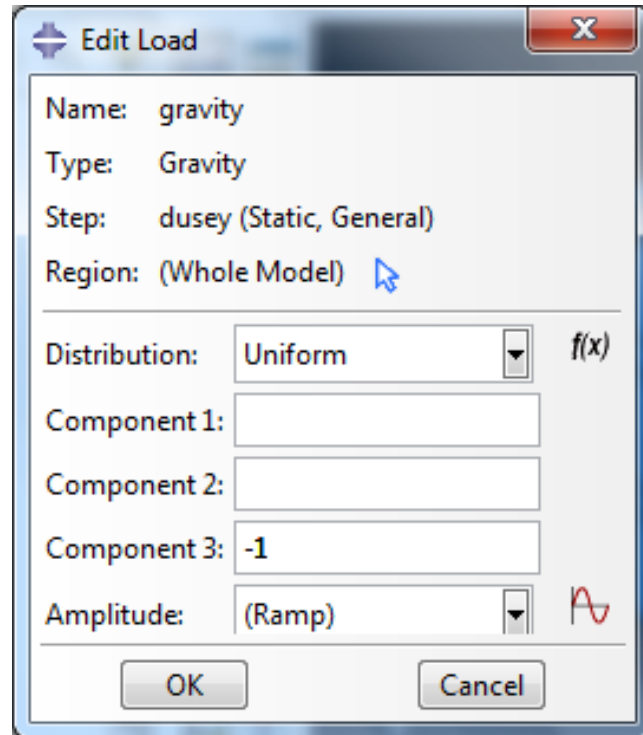 Edit Load
Name: gravity
Type: Gravity
Step: dusey (Static, General)
Region: (Whole Model)
Distribution: Uniform f(x)
Component 1:
Component 2:
Component 3: -1
Amplitude: (Ramp)
OK Cancel